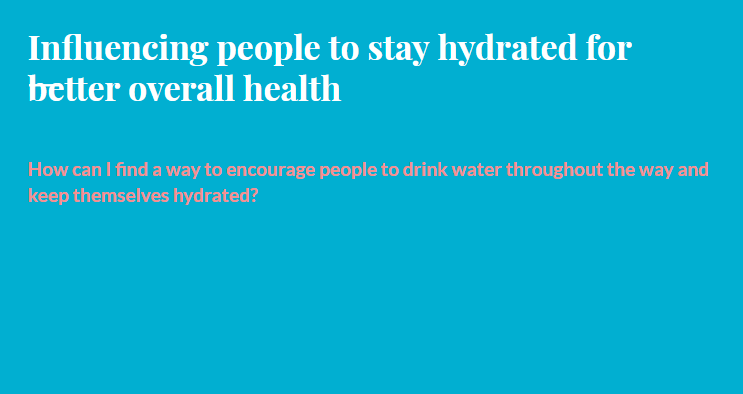 Influencing people to stay hydrated for
better overall health
How can I find a way to encourage people to drink water throughout the way and
keep themselves hydrated?